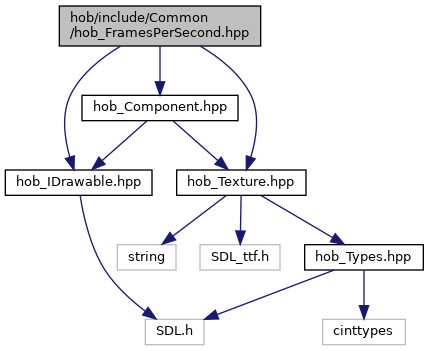 hob/include/Common
/hob_FramesPerSecond.hpp
hob_Component.hpp
hob_IDrawable.hpp
hob_Texture.hpp
string
SDL_ttf.h
hob_Types.hpp
SDL.h
cinttypes